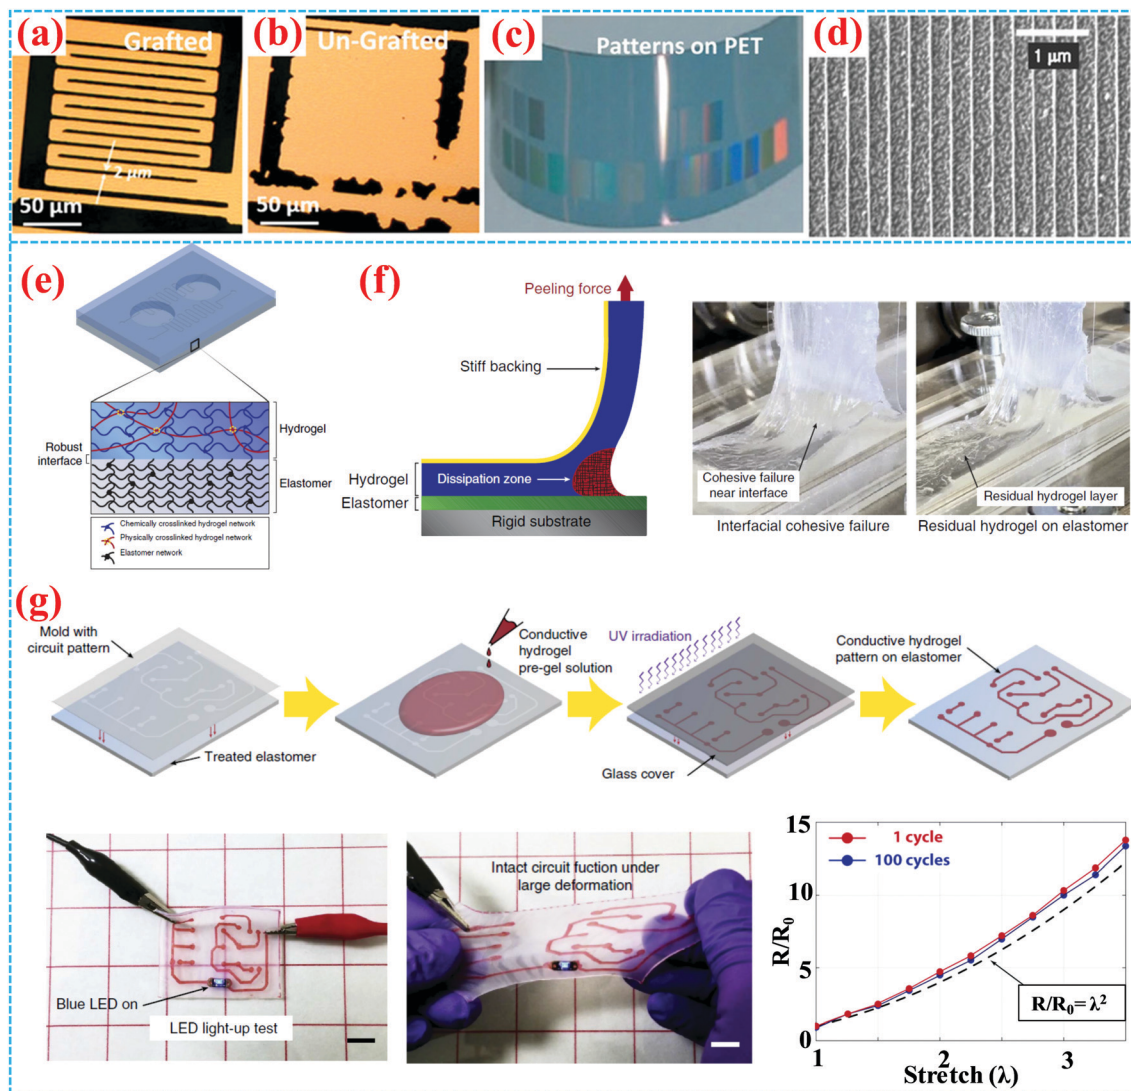 (a)
Grafted
2 μm
50 μm
(b)
Un-Grafted
50 μm
(c)
Patterns on PET
(d)
1 μm
(e)
Robust
interface
Hydrogel
Elastomer
Chemically crosslinked hydrogel network
Physically crosslinked hydrogel network
Elastomer network
(f)
Peeling force
Stiff backing
Hydrogel
Dissipation zone
Elastomer
Rigid substrate
Cohesive failure
near interface
Interfacial cohesive failure
Residual hydrogel layer
Residual hydrogel on elastomer
(g)
Mold with
circuit pattern
Treated elastomer
Conductive
hydrogel
pre-gel solution
UV irradiation
Glass cover
Conductive hydrogel
pattern on elastomer
Blue LED on
LED light-up test
Intact circuit fuction under
large deformation
15
10
5
0
R/R0
1 cycle
100 cycles
R/R0=λ²
1
2
3
Stretch (λ)